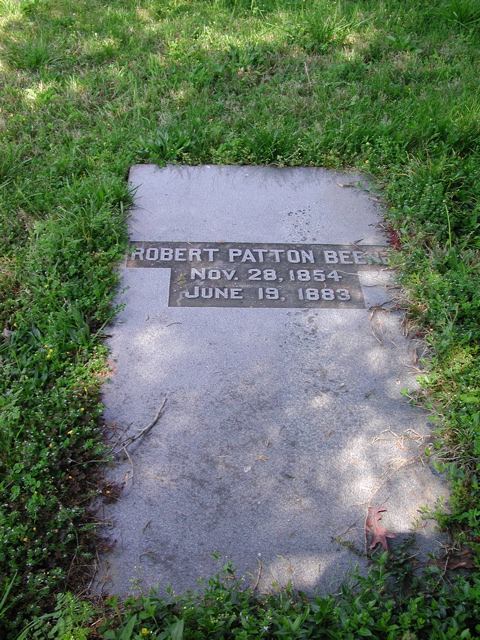 ROBERT PATTON BEENE
NOV. 28, 1854
JUNE 19, 1883